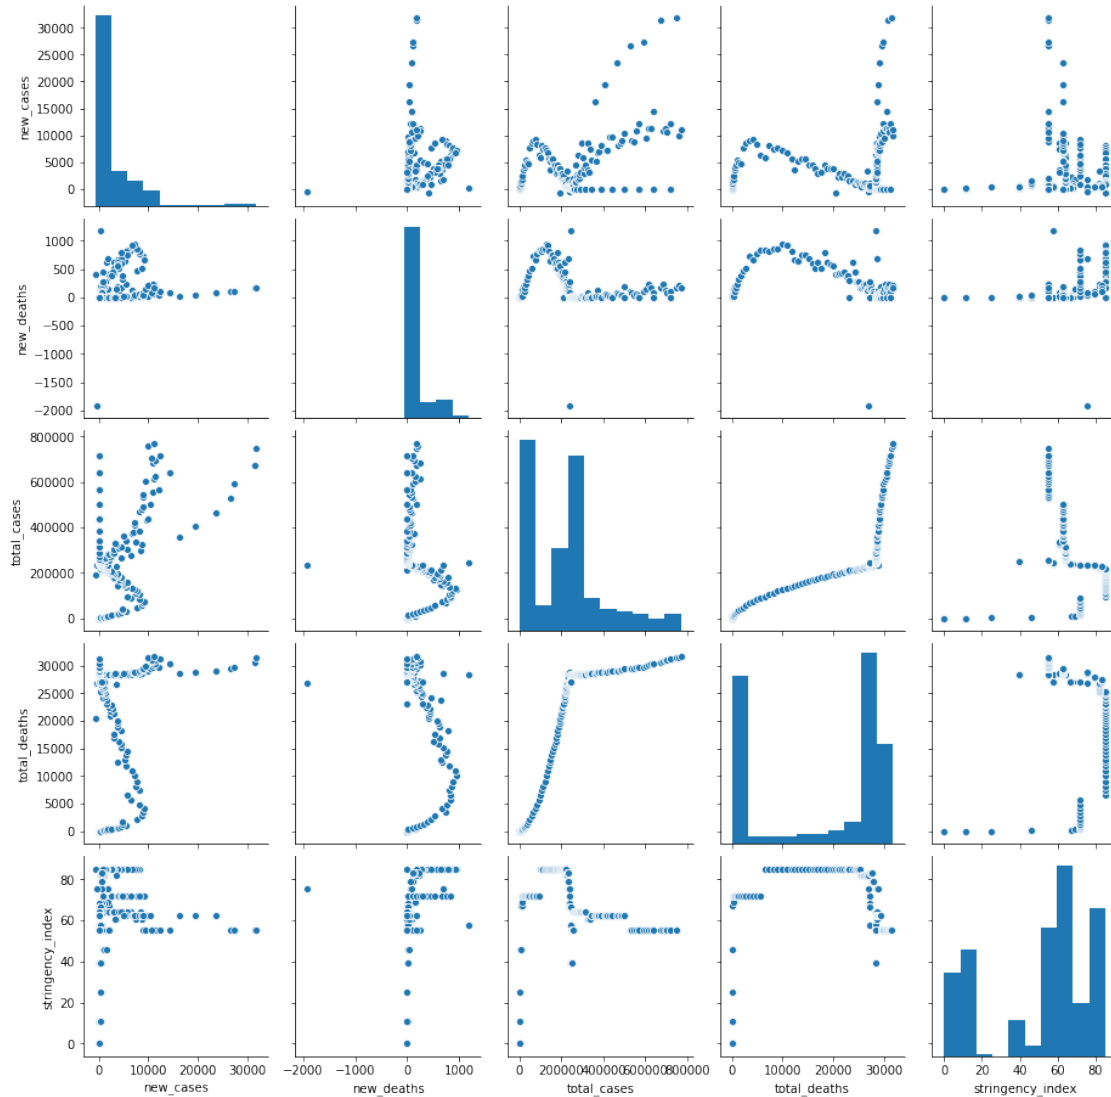 30000
25000
20000
15000
10000
5000
0
new_cases
1000
500
0
−500
−1000
−1500
−2000
new_deaths
800000
600000
400000
200000
0
total_cases
30000
25000
20000
15000
10000
5000
0
total_deaths
80
60
40
20
0
stringency_index
0 10000 20000 30000
new_cases
−2000 −1000 0 1000
new_deaths
0 200000 400000 600000 800000
total_cases
0 10000 20000 30000
total_deaths
0 20 40 60 80
stringency_index